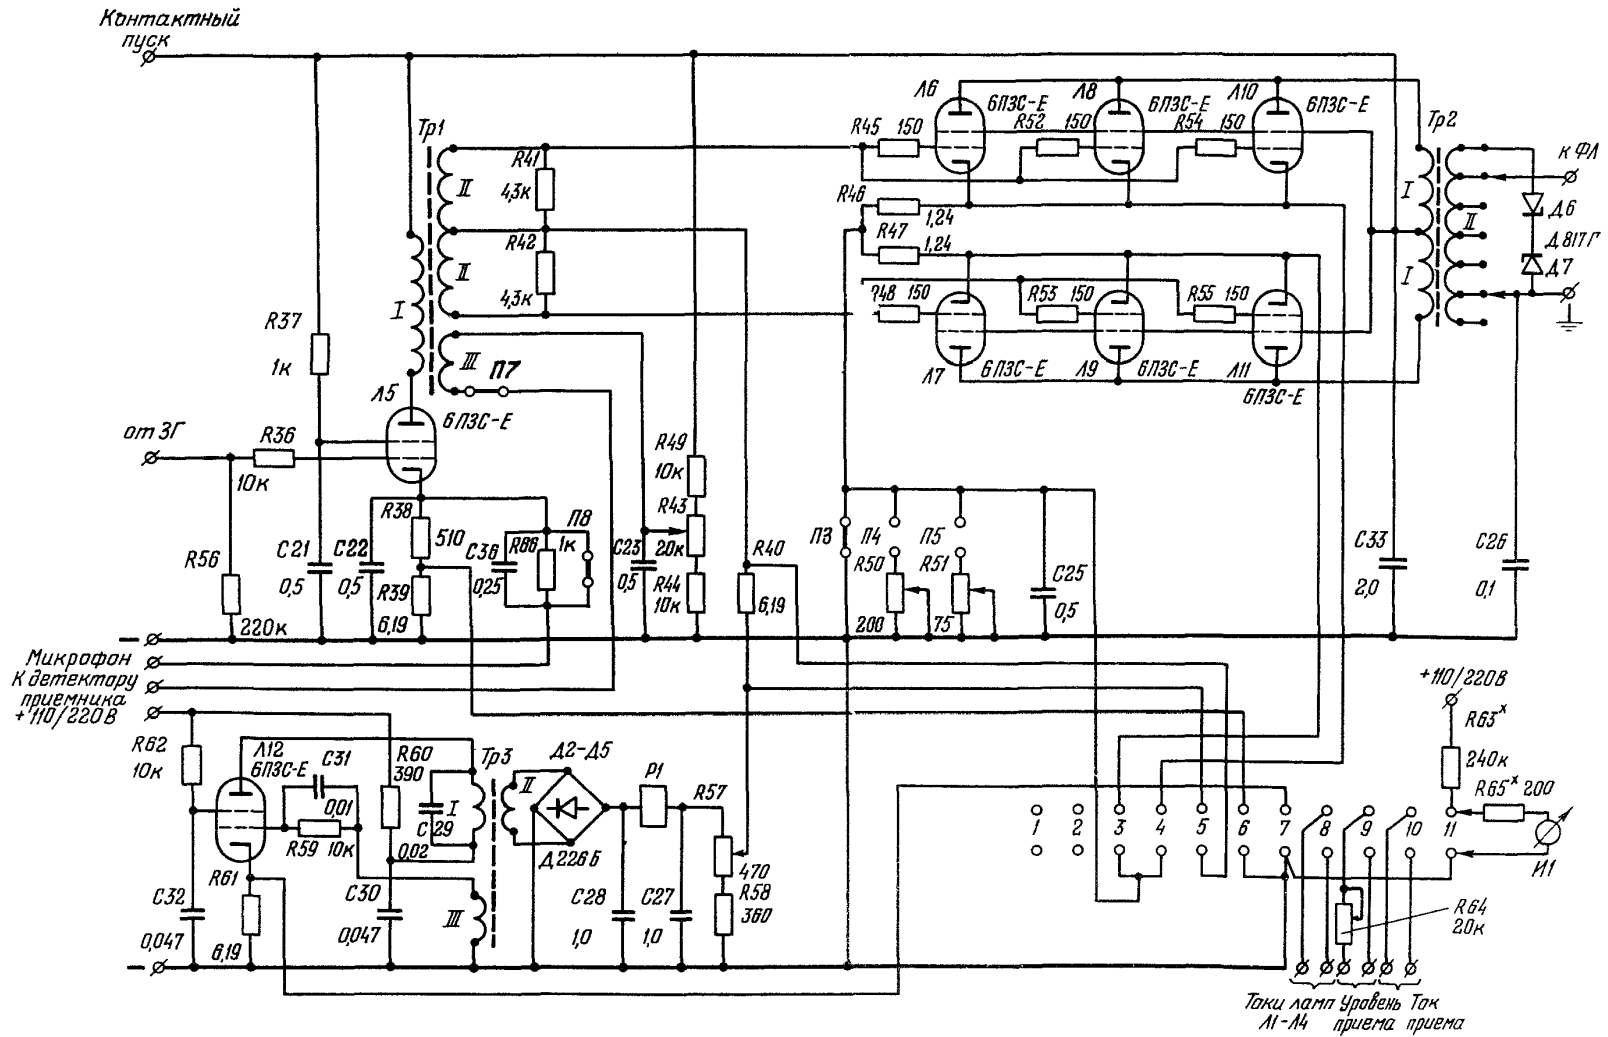 Контактный
пуск
Л6
6П3С-Е
Л8
6П3С-Е
Л10
6П3С-Е
Тр1
R45
150
R52
150
R54
150
Тр2
R41
4,3к
II
R46
1,24
I
II
к ФЛ
Д6
R42
4,3к
II
R47
1,24
Д817Г
Д7
I
I
R48
150
R53
150
R55
150
R37
1к
III
П7
Л7
6П3С-Е
Л9
6П3С-Е
Л11
6П3С-Е
Л5
6П3С-Е
от ЗГ
R36
10к
R49
10к
R43
20к
R38
510
П8
R56
220к
C21
0,5
C22
0,5
R39
6,19
C36
0,25
R86
1к
C23
0,5
R44
10к
R40
6,19
П3
П4
П5
R50
200
R51
75
C25
0,5
C33
2,0
C26
0,1
−
Микрофон
К детектору
приемника
+110/220В
+110/220В
R63ˣ
240к
R65ˣ 200
R62
10к
Л12
6П3С-Е
C31
0,01
R60
390
Тр3
Д2-Д5
Р1
R57
470
I
II
C29
0,02
R59
10к
Д226Б
1
2
3
4
5
6
7
8
9
10
11
И1
R61
6,19
C32
0,047
C30
0,047
III
C28
1,0
C27
1,0
R58
360
R64
20к
−
Токи ламп
Л1-Л4
Уровень
приема
Ток
приема